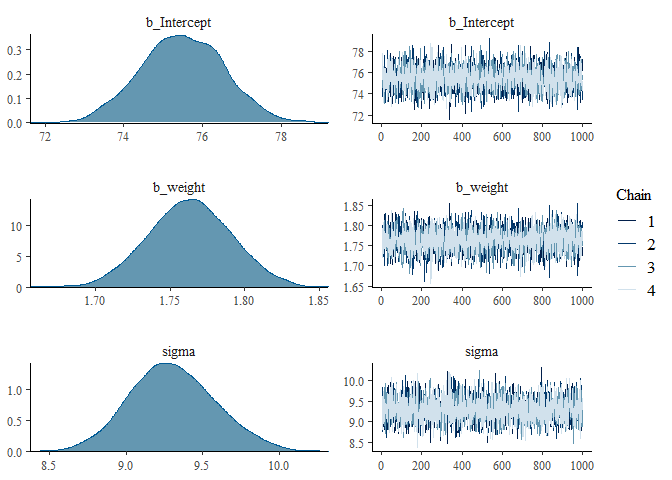 b_Intercept
0.3
0.2
0.1
0.0
72 74 76 78
b_Intercept
78
76
74
72
0 200 400 600 800 1000
b_weight
10
5
0
1.70 1.75 1.80 1.85
b_weight
1.85
1.80
1.75
1.70
1.65
0 200 400 600 800 1000
sigma
1.0
0.5
0.0
8.5 9.0 9.5 10.0
sigma
10.0
9.5
9.0
8.5
0 200 400 600 800 1000
Chain
1
2
3
4